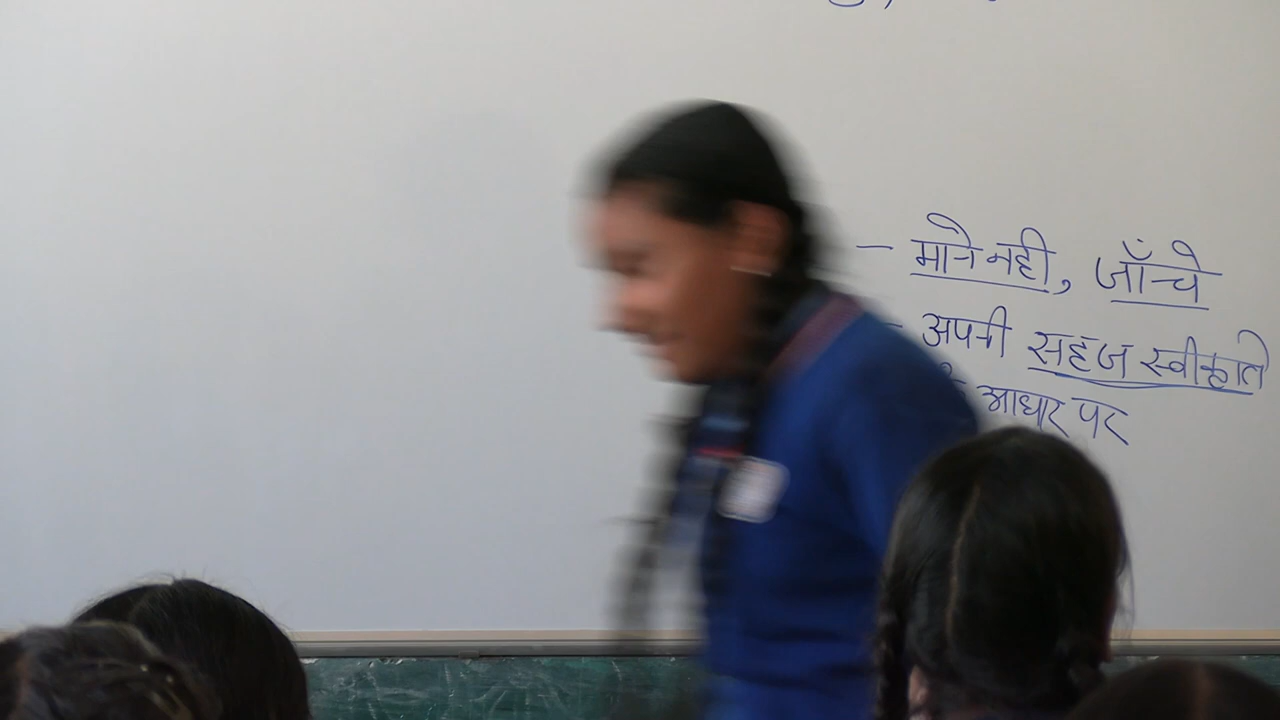 - माने नही, जाँचे
- अपनी सहज स्वीकृति
के आधार पर